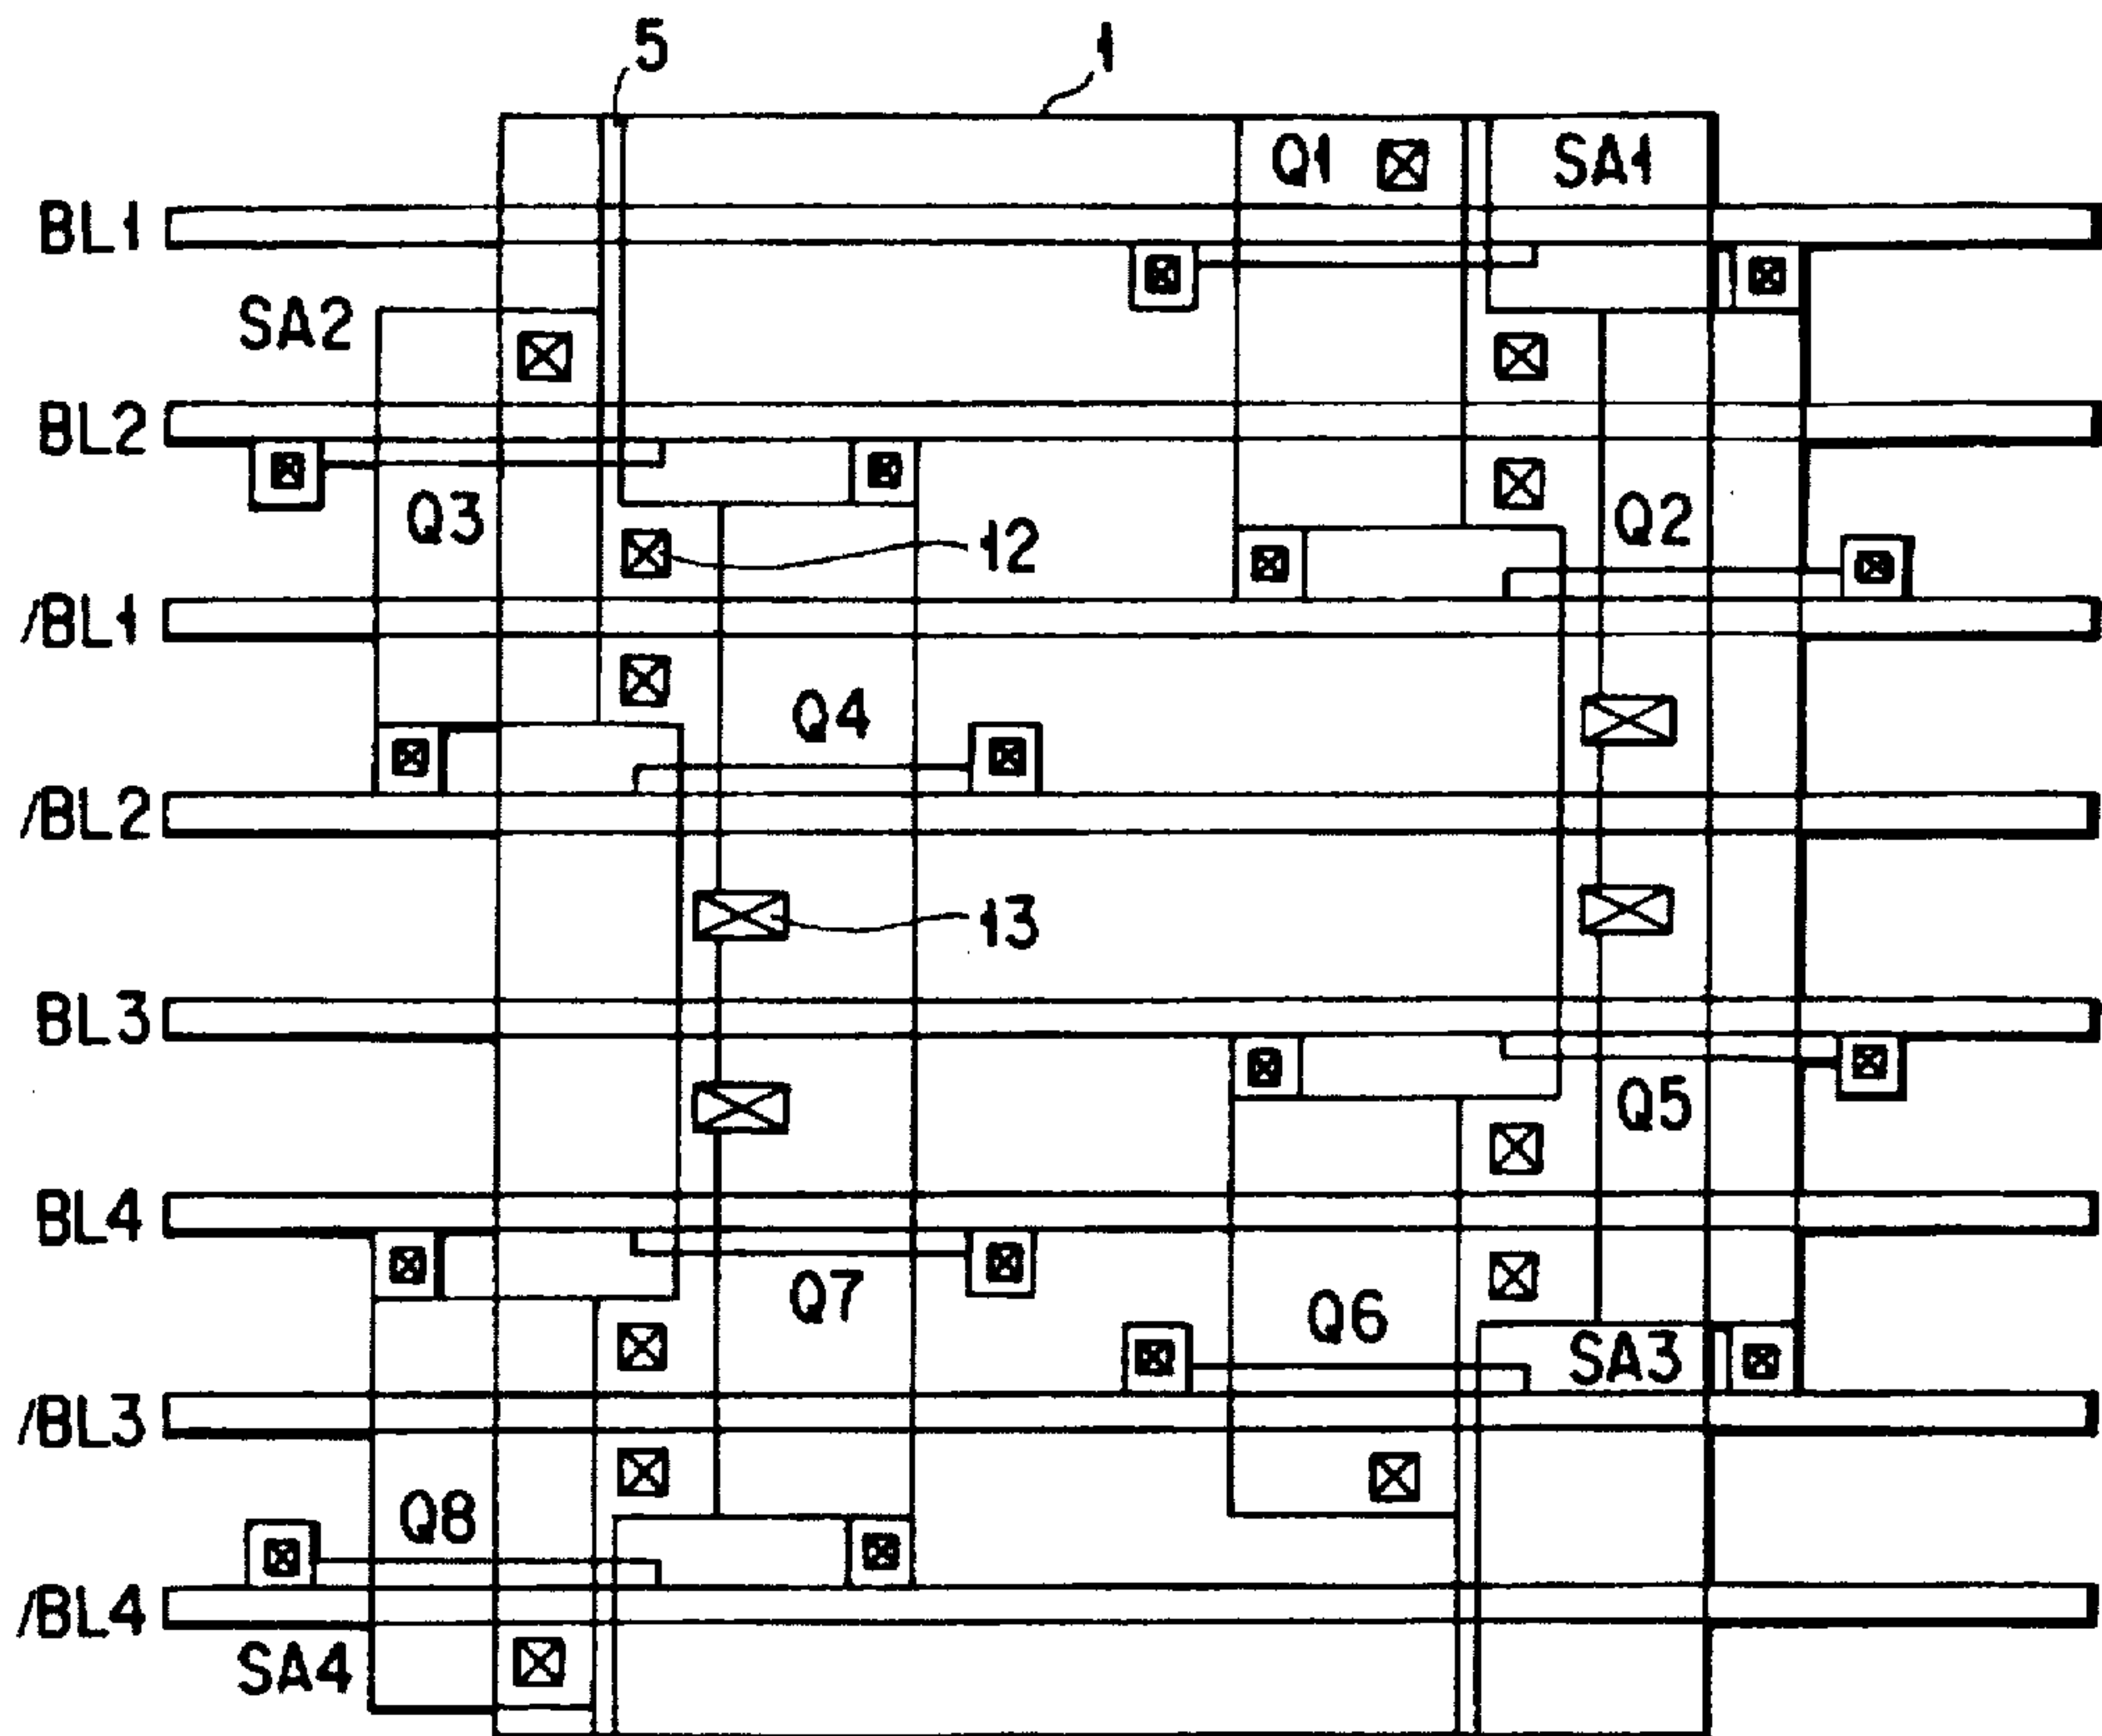 5 1
Q1 SA1
BL1
SA2
BL2
Q3 Q2
12
/BL1
Q4
/BL2
13
BL3
Q5
BL4
Q7 Q6
SA3
/BL3
Q8
/BL4
SA4